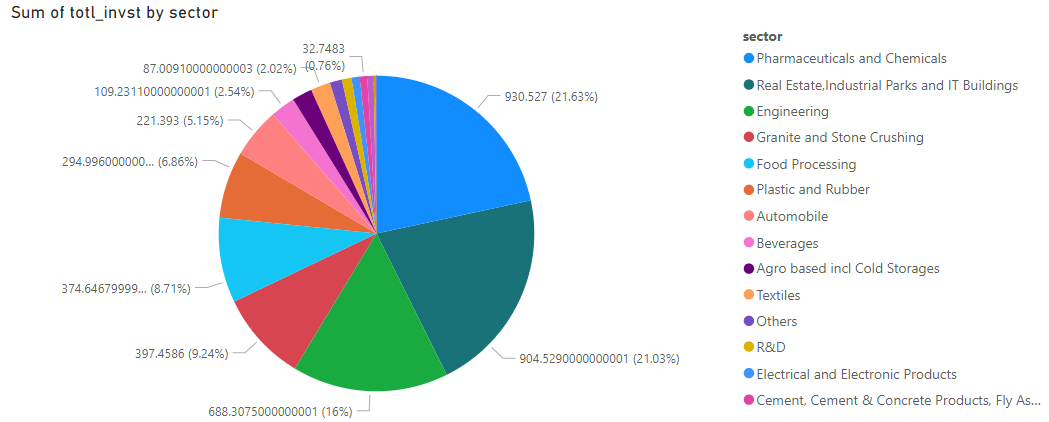 Sum of totl_invst by sector
32.7483
(0.76%)
87.00910000000003 (2.02%)
109.23110000000001 (2.54%)
221.393 (5.15%)
294.996000000... (6.86%)
374.64679999... (8.71%)
397.4586 (9.24%)
688.3075000000001 (16%)
904.5290000000001 (21.03%)
930.527 (21.63%)
sector
Pharmaceuticals and Chemicals
Real Estate,Industrial Parks and IT Buildings
Engineering
Granite and Stone Crushing
Food Processing
Plastic and Rubber
Automobile
Beverages
Agro based incl Cold Storages
Textiles
Others
R&D
Electrical and Electronic Products
Cement, Cement & Concrete Products, Fly As...